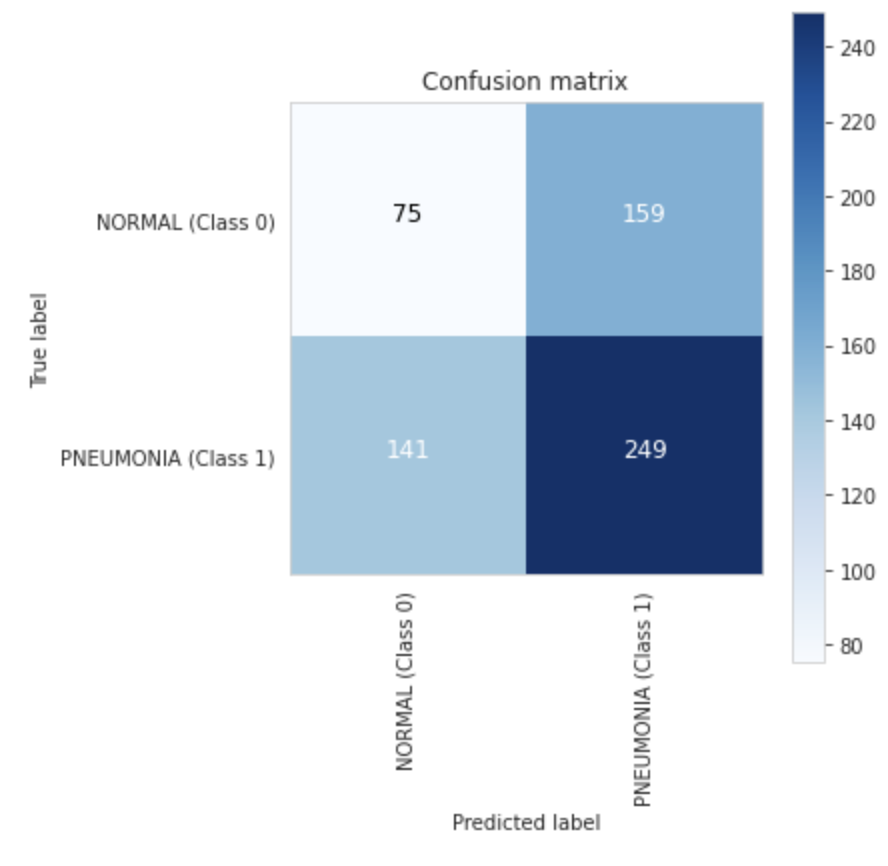 Confusion matrix
NORMAL (Class 0)
75
159
PNEUMONIA (Class 1)
141
249
True label
NORMAL (Class 0)
PNEUMONIA (Class 1)
Predicted label
240
220
200
180
160
140
120
100
80